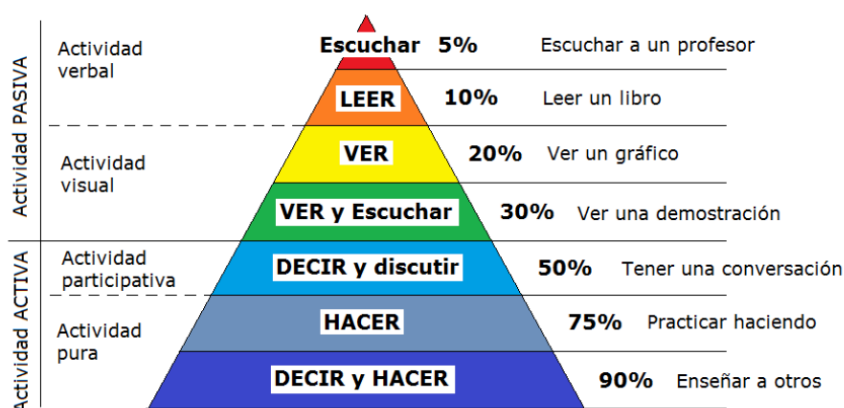 Actividad PASIVA
Actividad
verbal
Escuchar 5% Escuchar a un profesor
LEER 10% Leer un libro
Actividad
visual
VER 20% Ver un gráfico
VER y Escuchar 30% Ver una demostración
Actividad ACTIVA
Actividad
participativa
DECIR y discutir 50% Tener una conversación
Actividad
pura
HACER 75% Practicar haciendo
DECIR y HACER 90% Enseñar a otros